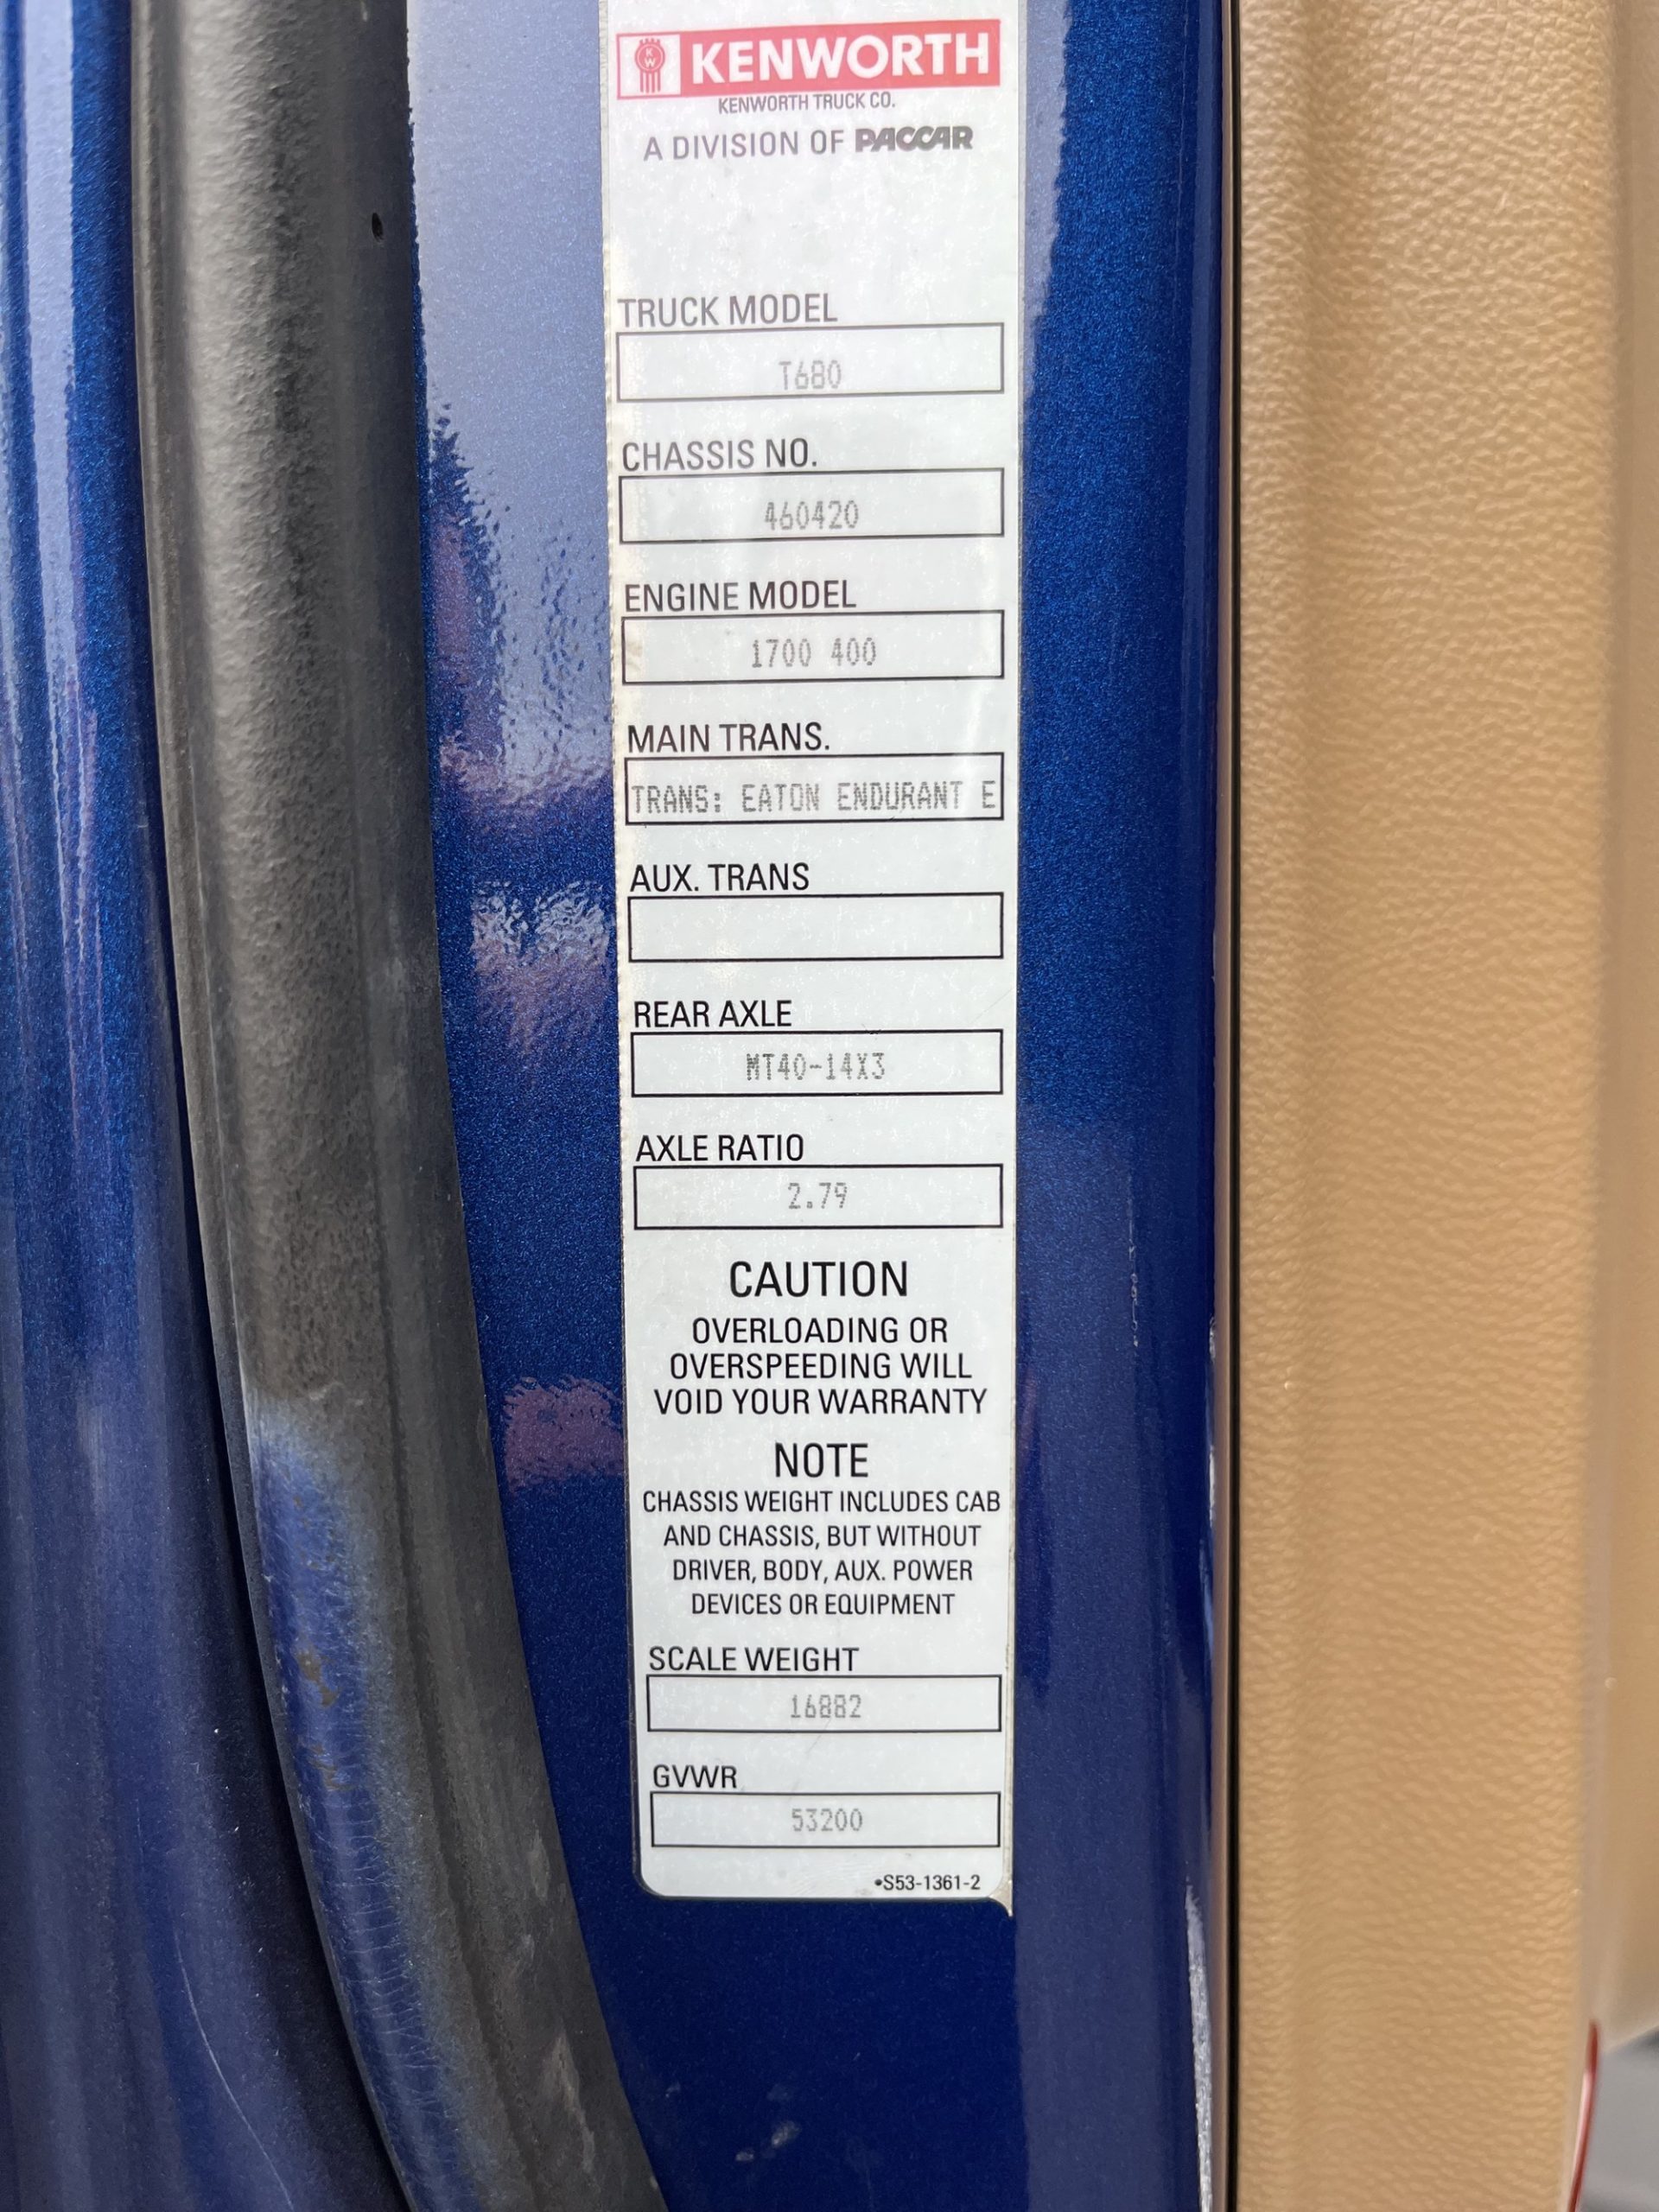 KW KENWORTH
KENWORTH TRUCK CO.
A DIVISION OF PACCAR
TRUCK MODEL
T680
CHASSIS NO.
460420
ENGINE MODEL
1700 400
MAIN TRANS.
TRANS: EATON ENDURANT E
AUX. TRANS
REAR AXLE
MT40-14X3
AXLE RATIO
2.79
CAUTION
OVERLOADING OR
OVERSPEEDING WILL
VOID YOUR WARRANTY
NOTE
CHASSIS WEIGHT INCLUDES CAB
AND CHASSIS, BUT WITHOUT
DRIVER, BODY, AUX. POWER
DEVICES OR EQUIPMENT
SCALE WEIGHT
16882
GVWR
53200
•S53-1361-2